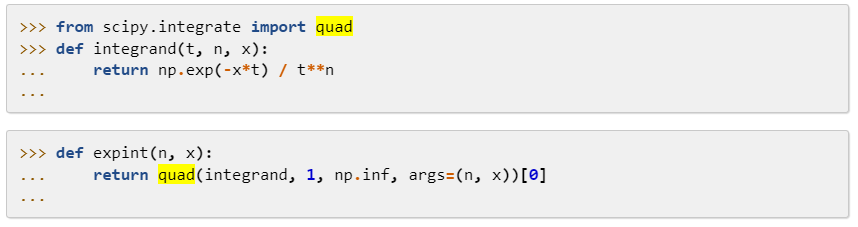 >>> from scipy.integrate import quad
>>> def integrand(t, n, x):
...     return np.exp(-x*t) / t**n
...
>>> def expint(n, x):
...     return quad(integrand, 1, np.inf, args=(n, x))[0]
...